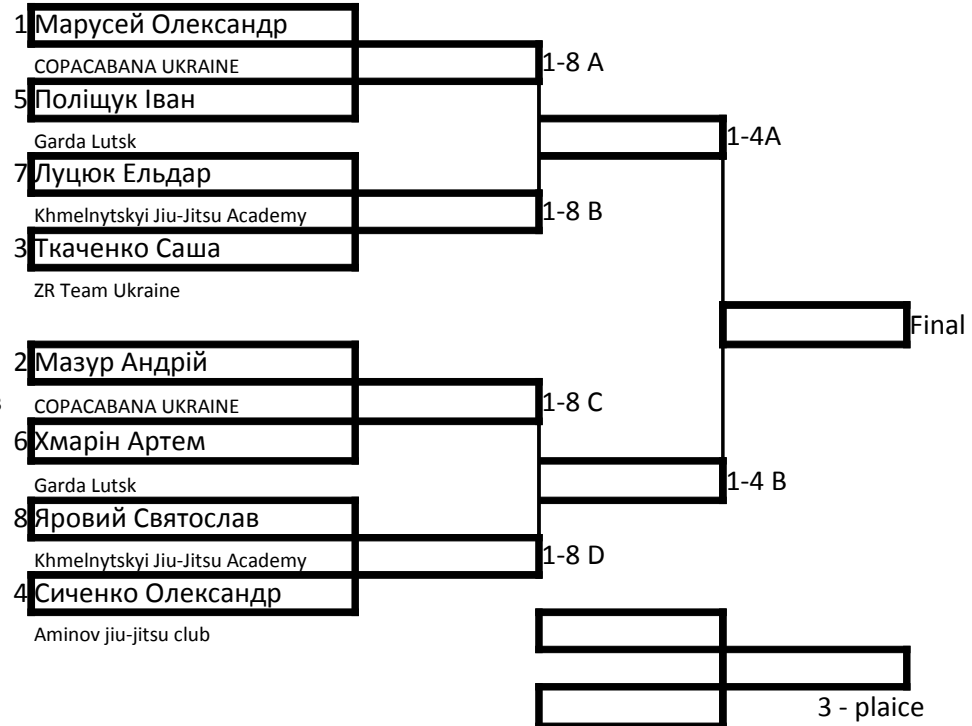 1 Марусей Олександр
COPACABANA UKRAINE
1-8 A
5 Поліщук Іван
Garda Lutsk
1-4A
7 Луцюк Ельдар
Khmelnytskyi Jiu-Jitsu Academy
1-8 B
3 Ткаченко Саша
ZR Team Ukraine
Final
2 Мазур Андрій
COPACABANA UKRAINE
1-8 C
6 Хмарін Артем
Garda Lutsk
1-4 B
8 Яровий Святослав
Khmelnytskyi Jiu-Jitsu Academy
1-8 D
4 Сиченко Олександр
Aminov jiu-jitsu club
3 - plaice